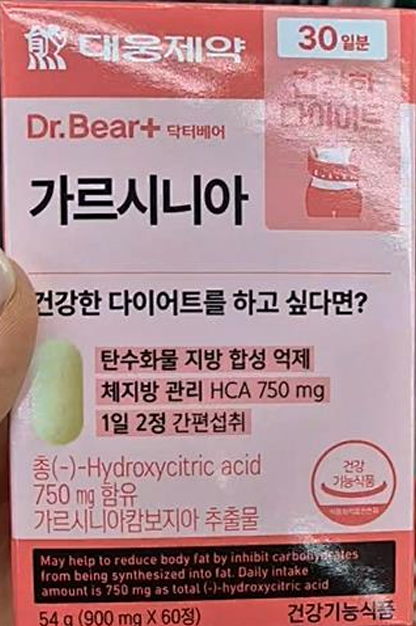 대웅제약
30일분
건강한
다이어트
Dr.Bear+ 닥터베어
가르시니아
건강한 다이어트를 하고 싶다면?
탄수화물 지방 합성 억제
체지방 관리 HCA 750 mg
1일 2정 간편섭취
총(-)-Hydroxycitric acid
750 mg 함유
가르시니아캄보지아 추출물
건강
기능식품
May help to reduce body fat by inhibit carbohydrates
from being synthesized into fat. Daily intake
amount is 750 mg as total (-)-hydroxycitric acid
54 g (900 mg X 60정)
건강기능식품